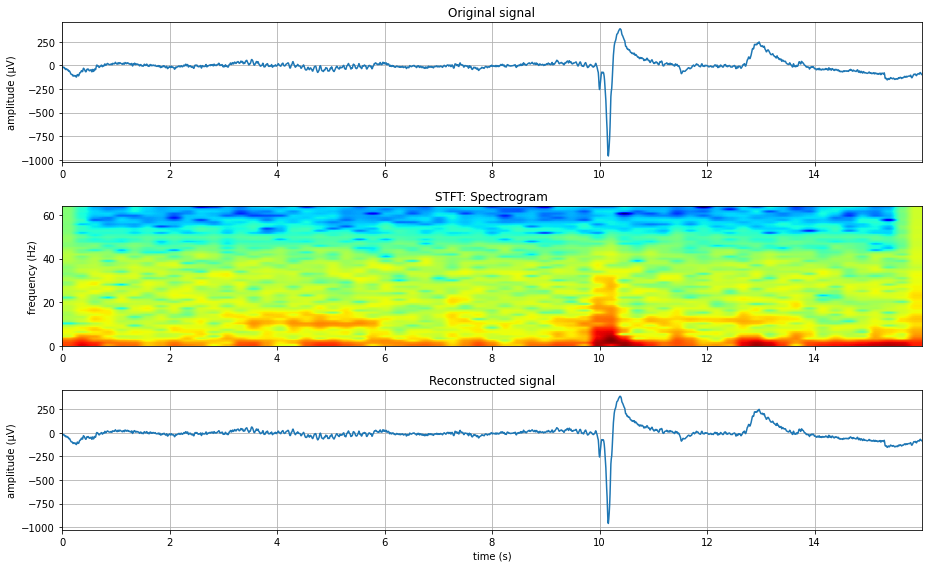 Original signal
amplitude (µV)
250
0
−250
−500
−750
−1000
0 2 4 6 8 10 12 14
STFT: Spectrogram
frequency (Hz)
60
40
20
0
0 2 4 6 8 10 12 14
Reconstructed signal
amplitude (µV)
250
0
−250
−500
−750
−1000
0 2 4 6 8 10 12 14
time (s)